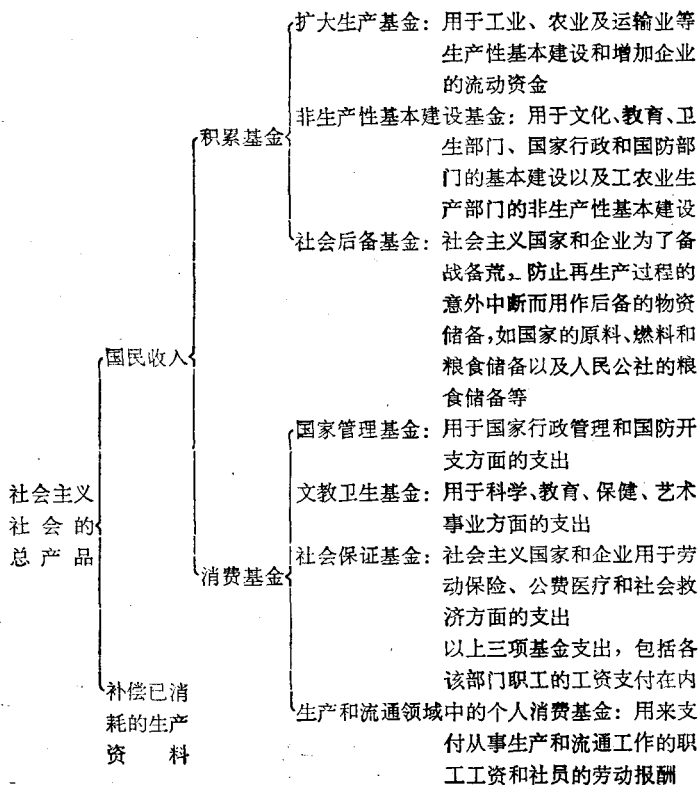 扩大生产基金：用于工业、农业及运输业等
生产性基本建设和增加企业
的流动资金
非生产性基本建设基金：用于文化、教育、卫
生部门、国家行政和国防部
门的基本建设以及工农业生
产部门的非生产性基本建设
积累基金
社会后备基金：社会主义国家和企业为了备
战备荒、防止再生产过程的
意外中断而用作后备的物资
储备，如国家的原料、燃料和
粮食储备以及人民公社的粮
食储备等
国民收入
国家管理基金：用于国家行政管理和国防开
支方面的支出
文教卫生基金：用于科学、教育、保健、艺术
事业方面的支出
社会主义
社会的
总产品
消费基金
社会保证基金：社会主义国家和企业用于劳
动保险、公费医疗和社会救
济方面的支出
以上三项基金支出，包括各
该部门职工的工资支付在内
生产和流通领域中的个人消费基金：用来支
付从事生产和流通工作的职
工工资和社员的劳动报酬
补偿已消
耗的生产
资料